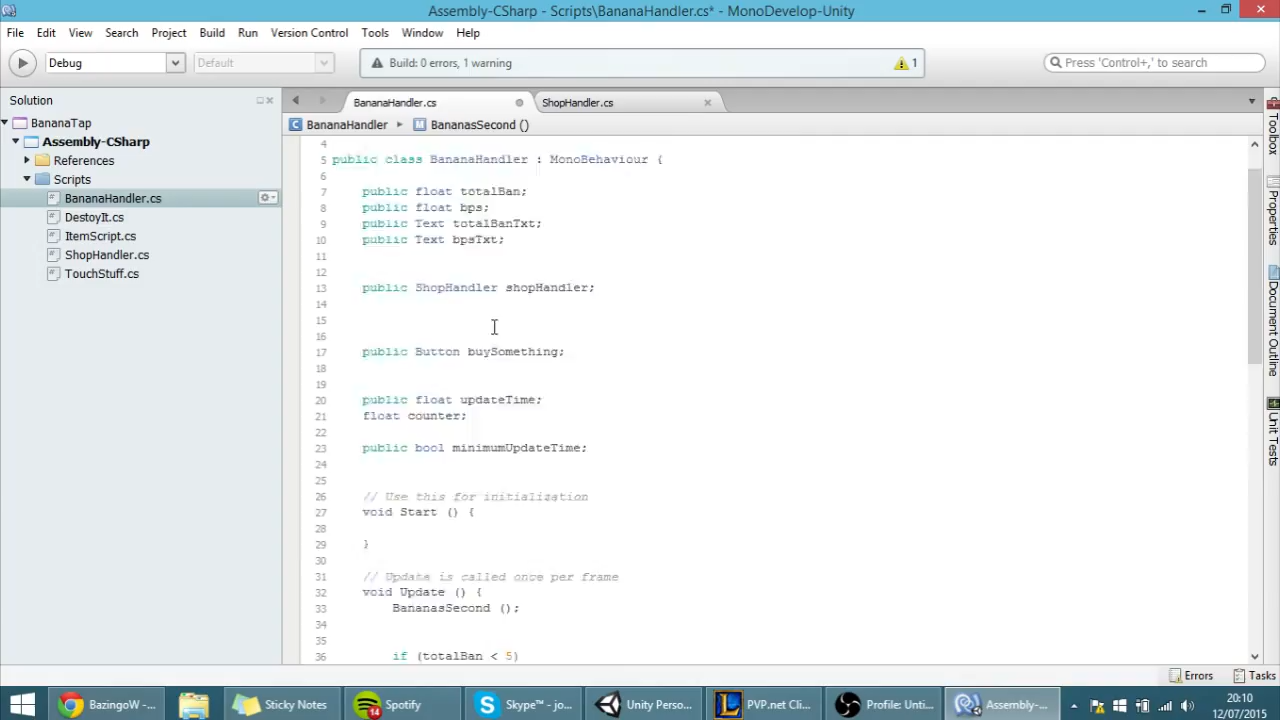 Assembly-CSharp - Scripts\BananaHandler.cs* - MonoDevelop-Unity
File Edit View Search Project Build Run Version Control Tools Window Help
Debug Default Build: 0 errors, 1 warning 1 Press 'Control+,' to search
Solution
BananaHandler.cs ShopHandler.cs
BananaTap
Assembly-CSharp
References
Scripts
BananaHandler.cs
DestoyIt.cs
ItemScript.cs
ShopHandler.cs
TouchStuff.cs
BananaHandler BananasSecond ()
4
5 public class BananaHandler : MonoBehaviour {
6
7 public float totalBan;
8 public float bps;
9 public Text totalBanTxt;
10 public Text bpsTxt;
11
12
13 public ShopHandler shopHandler;
14
15
16
17 public Button buySomething;
18
19
20 public float updateTime;
21 float counter;
22
23 public bool minimumUpdateTime;
24
25
26 // Use this for initialization
27 void Start () {
28
29 }
30
31 // Update is called once per frame
32 void Update () {
33 BananasSecond ();
34
35
36 if (totalBan < 5)
Toolbox
Properties
Document Outline
Unit Tests
Errors Tasks
BazingoW -... Sticky Notes Spotify 14 Skype™ - jo... Unity Perso... PVP.net Cli... Profile: Unti... Assembly-... 20:10
12/07/2015